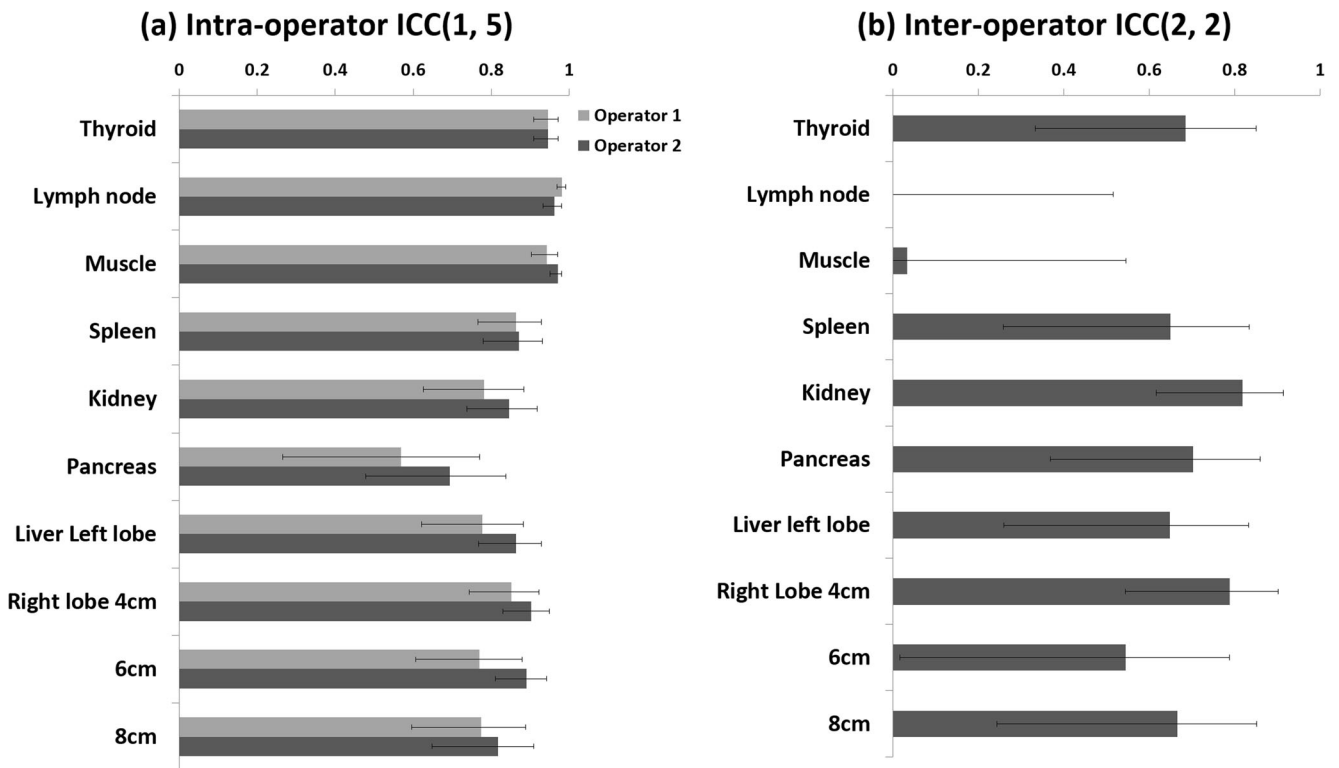 (a) Intra-operator ICC(1, 5)
0 0.2 0.4 0.6 0.8 1
Operator 1
Operator 2
Thyroid
Lymph node
Muscle
Spleen
Kidney
Pancreas
Liver Left lobe
Right lobe 4cm
6cm
8cm
(b) Inter-operator ICC(2, 2)
0 0.2 0.4 0.6 0.8 1
Thyroid
Lymph node
Muscle
Spleen
Kidney
Pancreas
Liver left lobe
Right Lobe 4cm
6cm
8cm